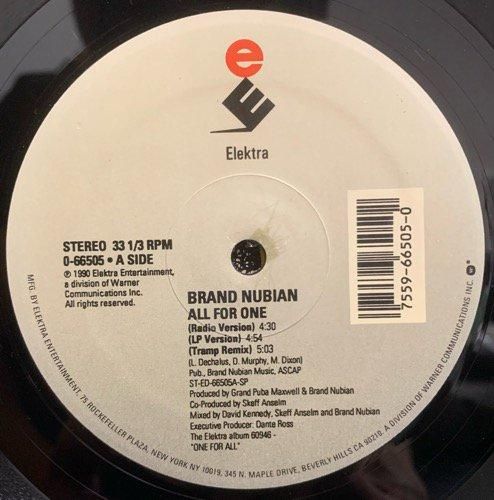 e
E
Elektra
STEREO 33 1/3 RPM
0-66505 • A SIDE
℗ 1990 Elektra Entertainment,
a division of Warner
Communications Inc.
All rights reserved.
7559-66505-0
BRAND NUBIAN
ALL FOR ONE
(Radio Version) 4:30
(LP Version) 4:54
(Tramp Remix) 5:03
(L. Dechalus, D. Murphy, M. Dixon)
Pub., Brand Nubian Music, ASCAP
ST-ED-66505A-SP
Produced by Grand Puba Maxwell & Brand Nubian
Co-Produced by Skeff Anselm
Mixed by David Kennedy, Skeff Anselm and Brand Nubian
Executive Producer: Dante Ross
The Elektra album 60946 -
"ONE FOR ALL"
MFG. BY ELEKTRA ENTERTAINMENT, 75 ROCKEFELLER PLAZA, NEW YORK NY 10019, 345 N. MAPLE DRIVE, BEVERLY HILLS CA 90210, A DIVISION OF WARNER COMMUNICATIONS INC.